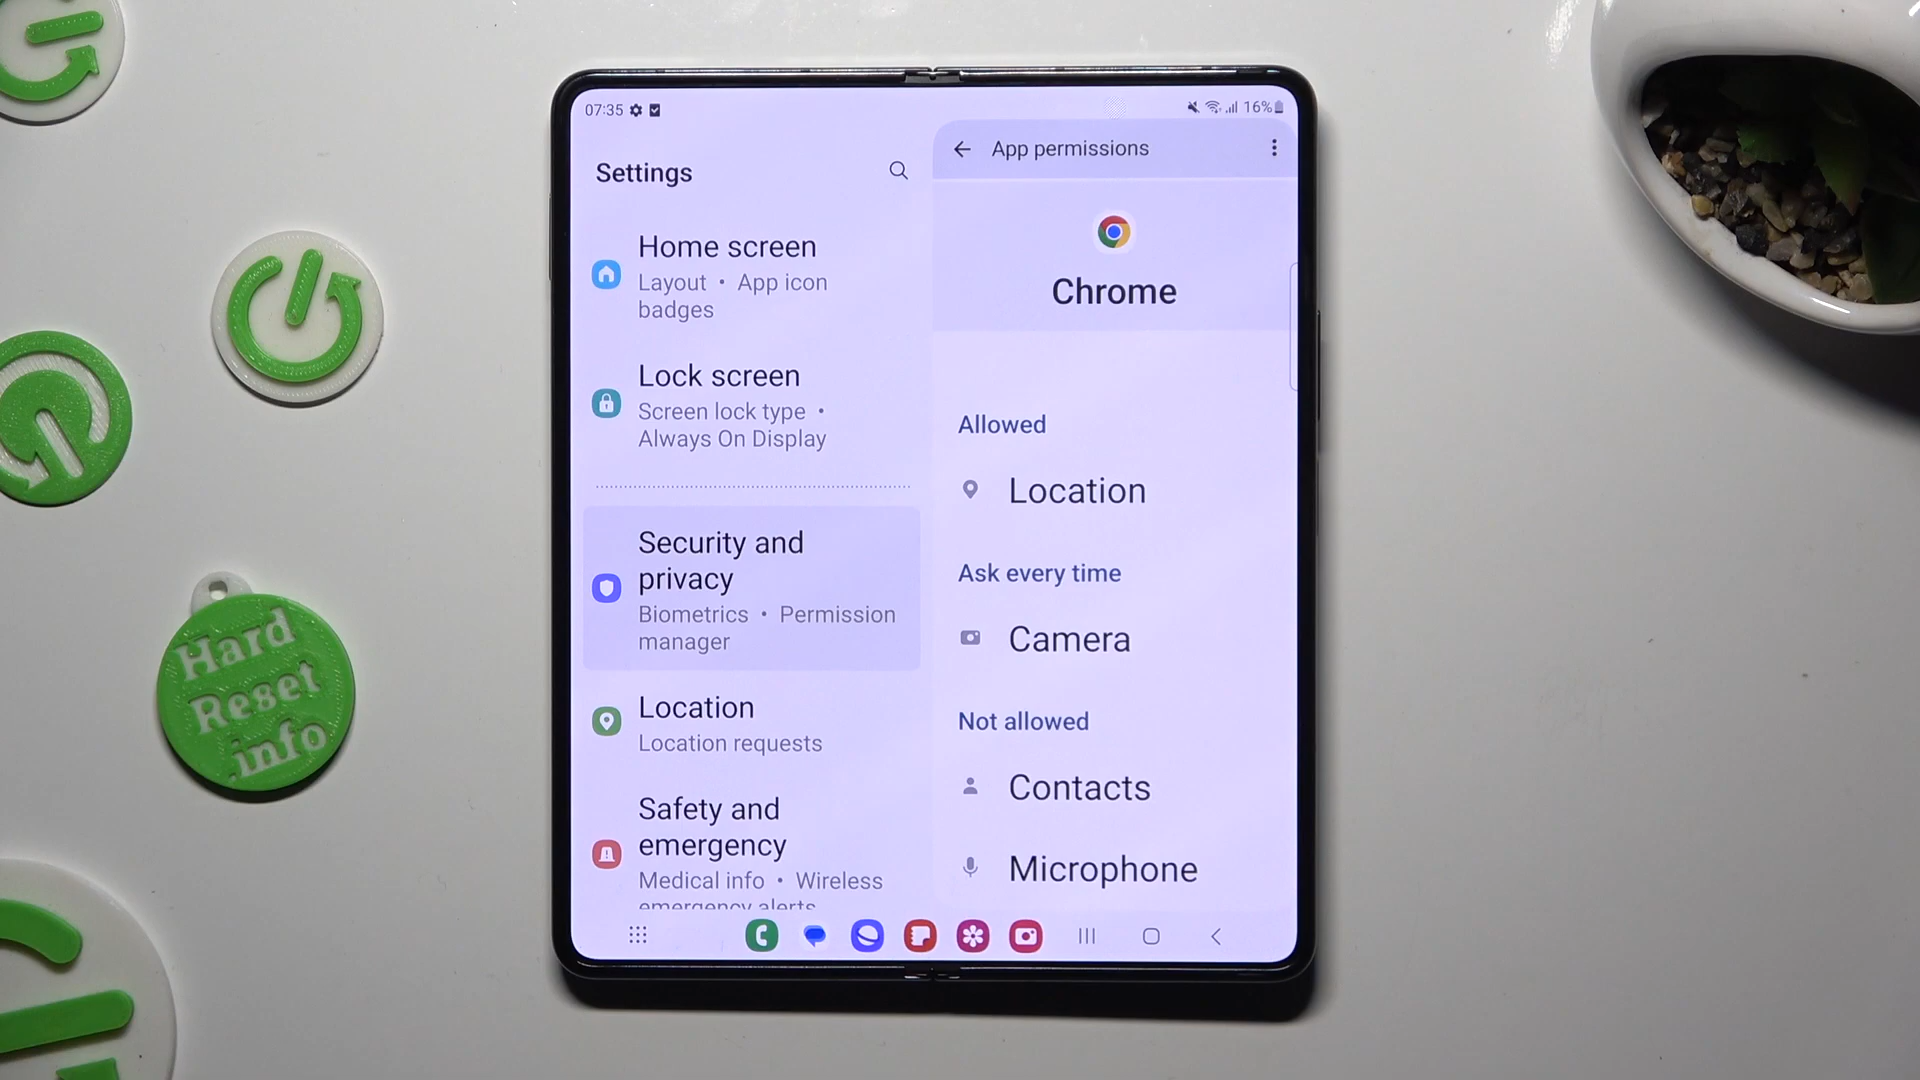 07:35
16%
Settings
Home screen
Layout • App icon
badges
Lock screen
Screen lock type •
Always On Display
Security and
privacy
Biometrics • Permission
manager
Location
Location requests
Safety and
emergency
Medical info • Wireless
emergency alerts
App permissions
Chrome
Allowed
Location
Ask every time
Camera
Not allowed
Contacts
Microphone
Hard
Reset
.info